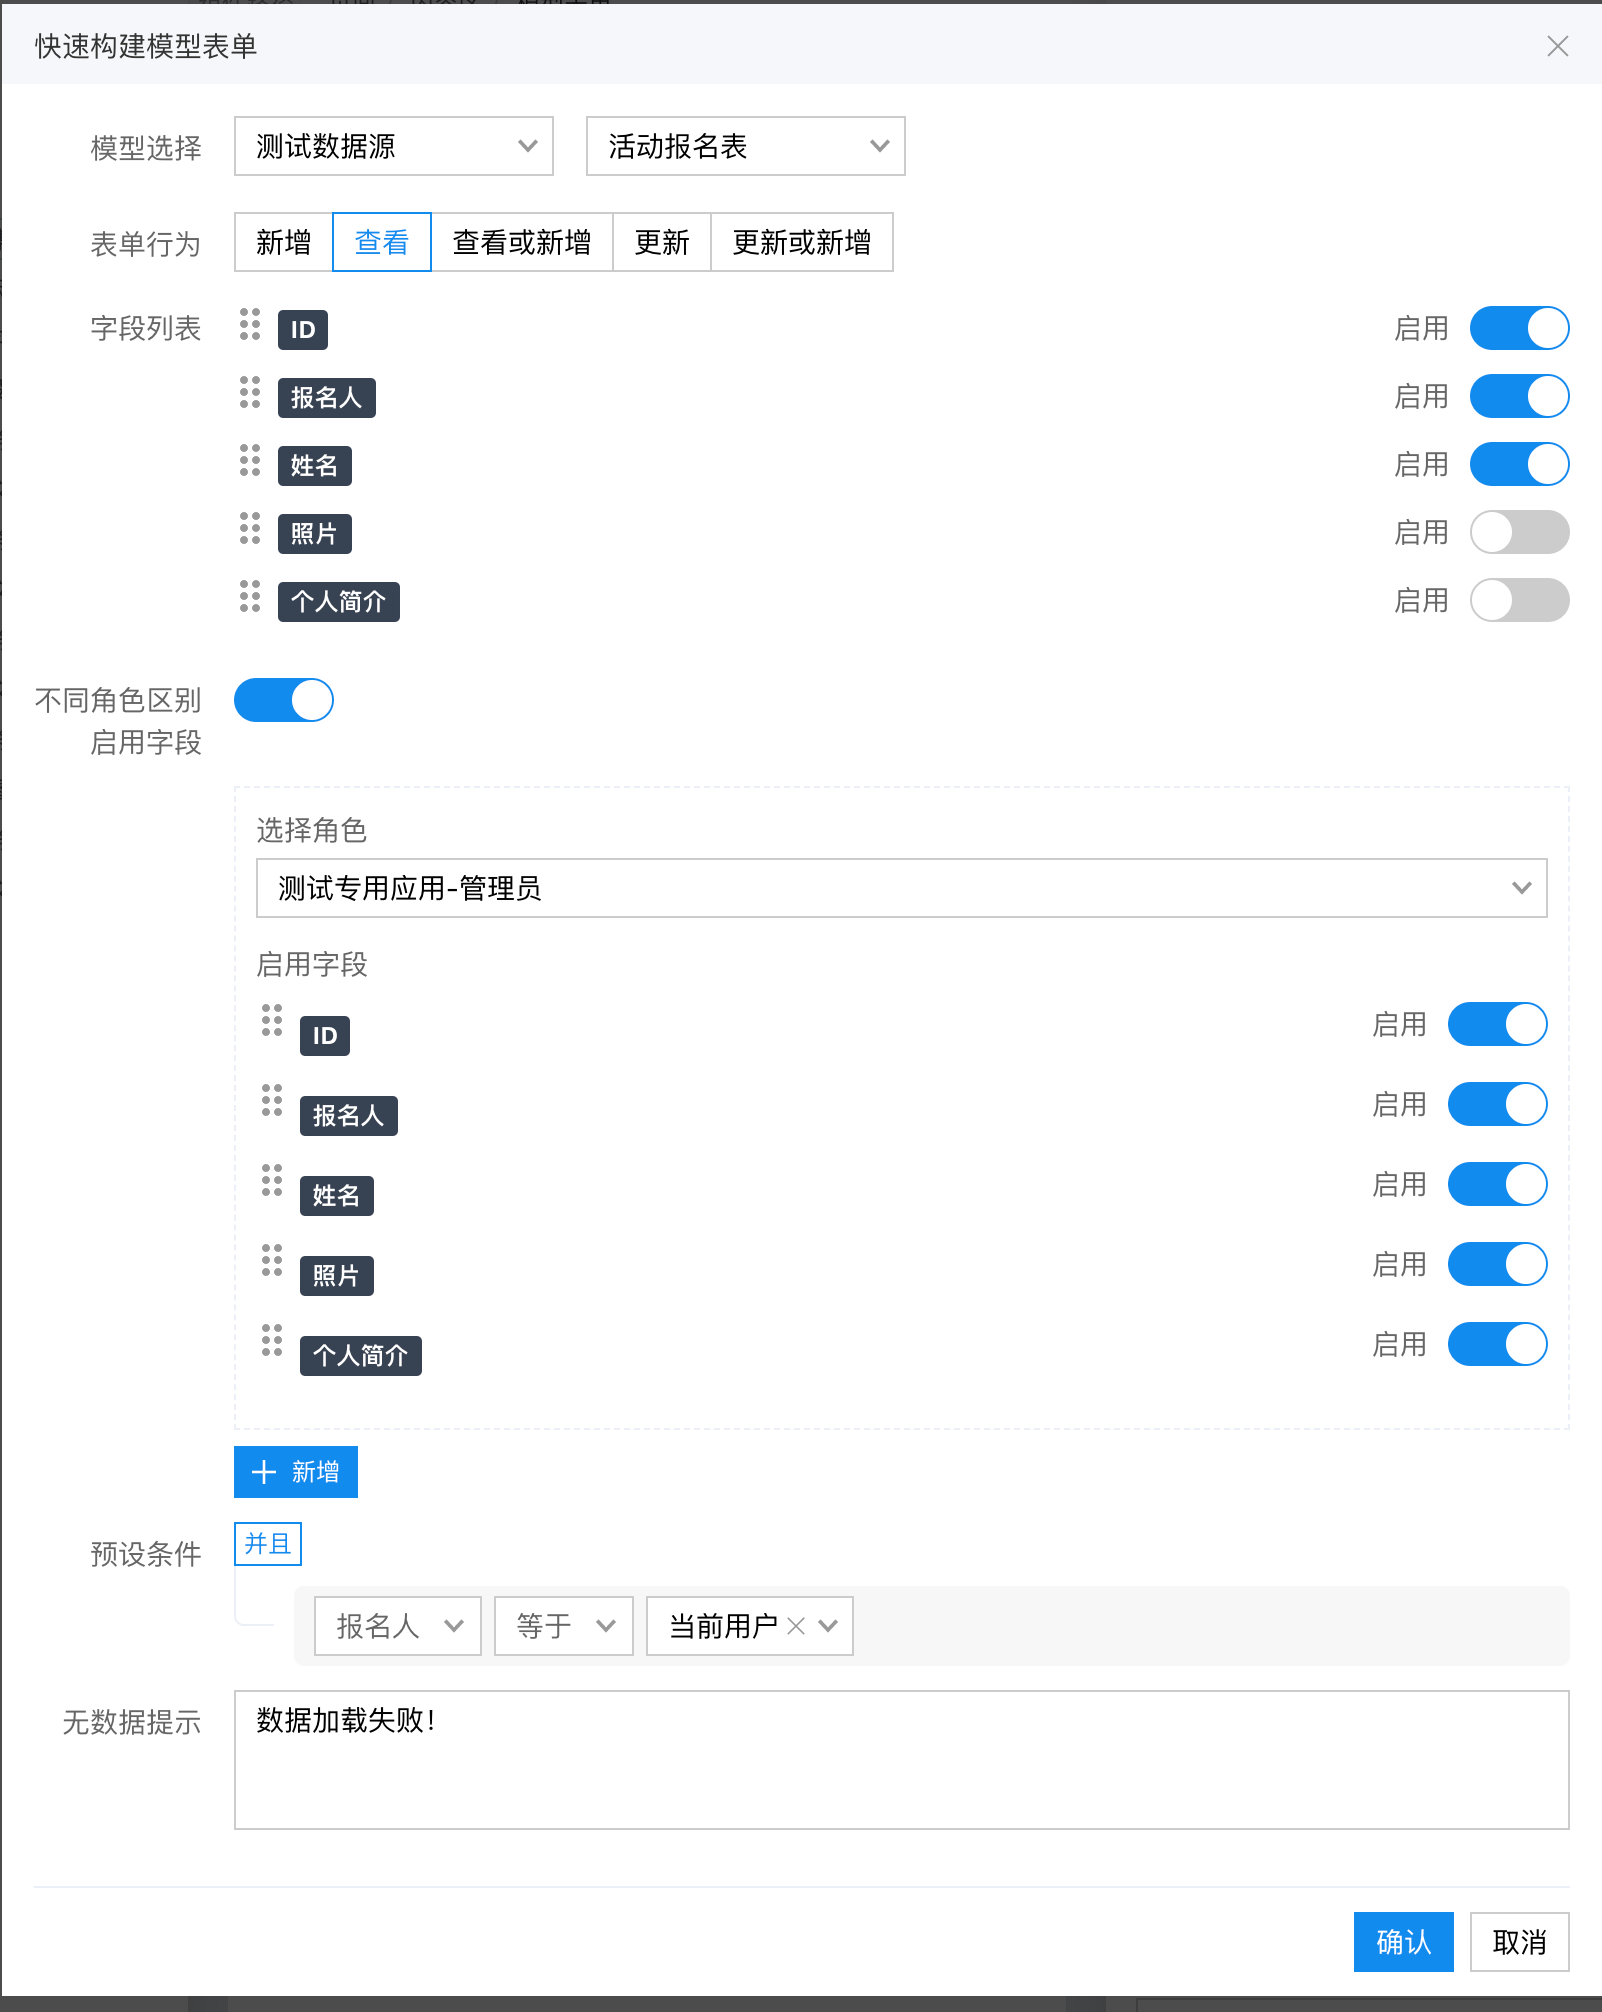 快速构建模型表单
模型选择 测试数据源 活动报名表
表单行为 新增 查看 查看或新增 更新 更新或新增
字段列表 ID 启用
报名人 启用
姓名 启用
照片 启用
个人简介 启用
不同角色区别
启用字段
选择角色
测试专用应用-管理员
启用字段
ID 启用
报名人 启用
姓名 启用
照片 启用
个人简介 启用
新增
预设条件 并且
报名人 等于 当前用户
无数据提示 数据加载失败!
确认 取消